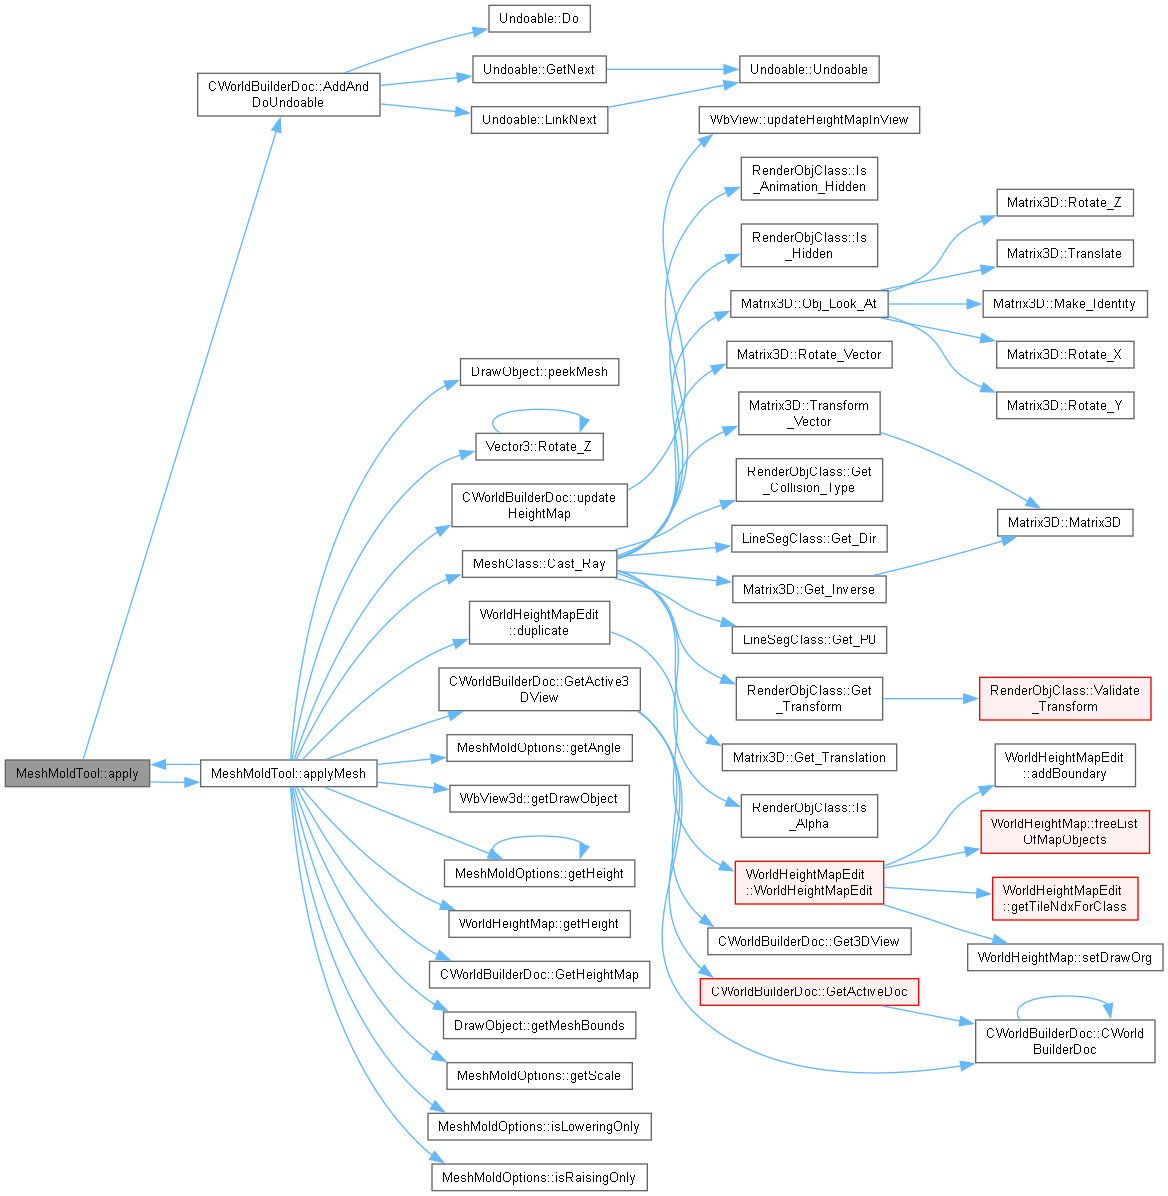 Undoable::Do
CWorldBuilderDoc::AddAnd
DoUndoable
Undoable::GetNext
Undoable::LinkNext
Undoable::Undoable
WbView::updateHeightMapInView
RenderObjClass::Is
_Animation_Hidden
RenderObjClass::Is
_Hidden
Matrix3D::Obj_Look_At
Matrix3D::Rotate_Z
Matrix3D::Translate
Matrix3D::Make_Identity
Matrix3D::Rotate_X
Matrix3D::Rotate_Y
DrawObject::peekMesh
Vector3::Rotate_Z
CWorldBuilderDoc::update
HeightMap
MeshClass::Cast_Ray
Matrix3D::Rotate_Vector
Matrix3D::Transform
_Vector
RenderObjClass::Get
_Collision_Type
LineSegClass::Get_Dir
Matrix3D::Get_Inverse
Matrix3D::Matrix3D
LineSegClass::Get_P0
WorldHeightMapEdit
::duplicate
CWorldBuilderDoc::GetActive3
DView
RenderObjClass::Get
_Transform
RenderObjClass::Validate
_Transform
MeshMoldTool::apply
MeshMoldTool::applyMesh
MeshMoldOptions::getAngle
Matrix3D::Get_Translation
WbView3d::getDrawObject
RenderObjClass::Is
_Alpha
WorldHeightMapEdit
::addBoundary
WorldHeightMap::freeList
OfMapObjects
MeshMoldOptions::getHeight
WorldHeightMapEdit
::WorldHeightMapEdit
WorldHeightMapEdit
::getTileNdxForClass
WorldHeightMap::getHeight
CWorldBuilderDoc::Get3DView
WorldHeightMap::setDrawOrg
CWorldBuilderDoc::GetHeightMap
CWorldBuilderDoc::GetActiveDoc
DrawObject::getMeshBounds
CWorldBuilderDoc::CWorld
BuilderDoc
MeshMoldOptions::getScale
MeshMoldOptions::isLoweringOnly
MeshMoldOptions::isRaisingOnly